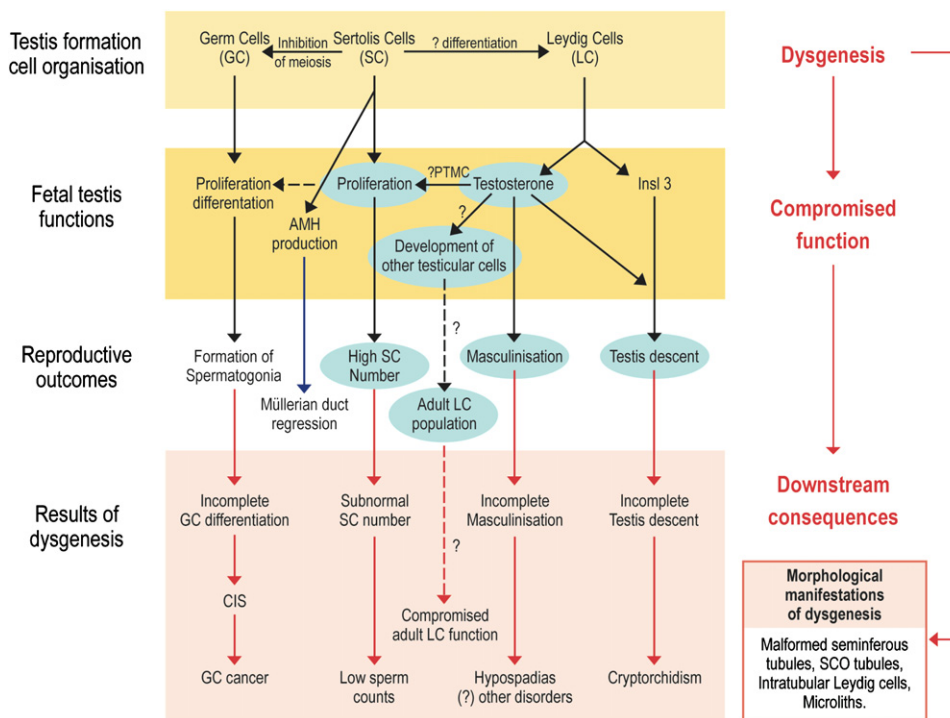 Testis formation
cell organisation
Germ Cells
(GC)
Inhibition
of meiosis
Sertolis Cells
(SC)
? differentiation
Leydig Cells
(LC)
Dysgenesis
Fetal testis
functions
Proliferation
differentation
AMH
production
Proliferation
?PTMC
Testosterone
?
Development of
other testicular cells
Insl 3
Compromised
function
?
Reproductive
outcomes
Formation of
Spermatogonia
Müllerian duct
regression
High SC
Number
Adult LC
population
Masculinisation
Testis descent
Results of
dysgenesis
Incomplete
GC differentiation
CIS
GC cancer
Subnormal
SC number
Low sperm
counts
?
Compromised
adult LC function
Incomplete
Masculinisation
Hypospadias
(?) other disorders
Incomplete
Testis descent
Cryptorchidism
Downstream
consequences
Morphological
manifestations
of dysgenesis
Malformed seminferous
tubules, SCO tubules,
Intratubular Leydig cells,
Microliths.